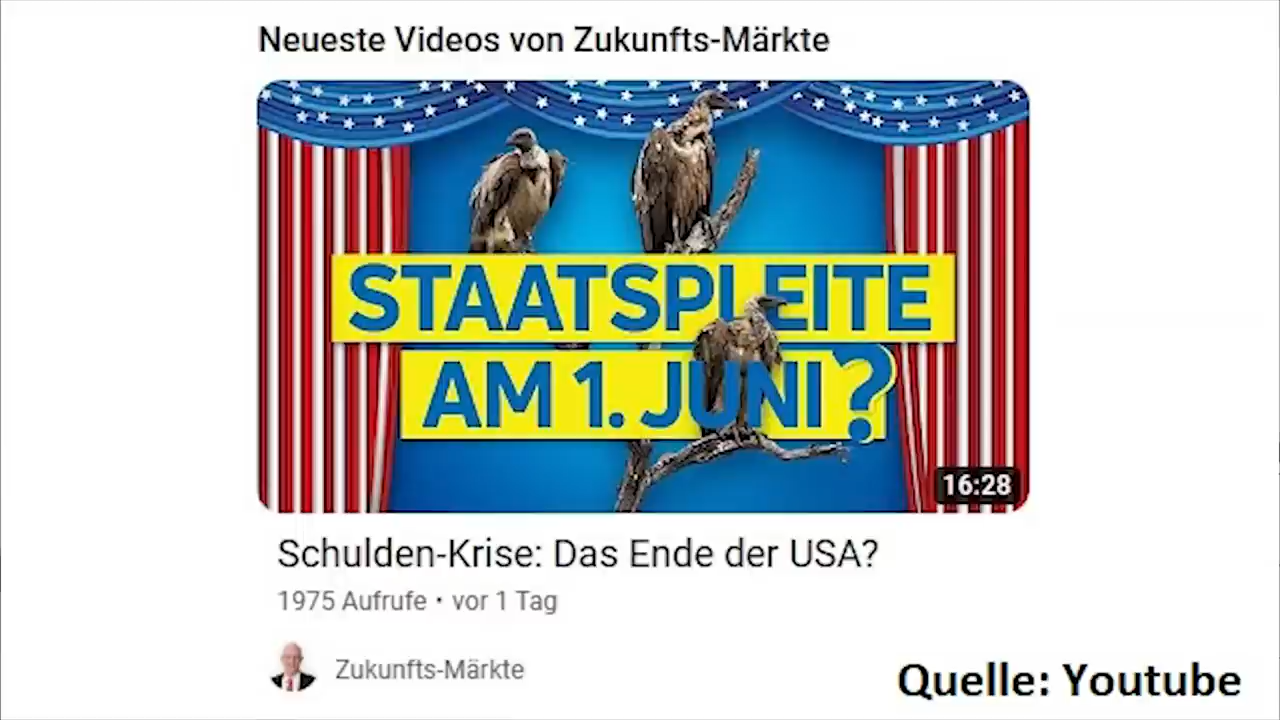 Neueste Videos von Zukunfts-Märkte
STAATSPLEITE
AM 1. JUNI?
16:28
Schulden-Krise: Das Ende der USA?
1975 Aufrufe • vor 1 Tag
Zukunfts-Märkte
Quelle: Youtube